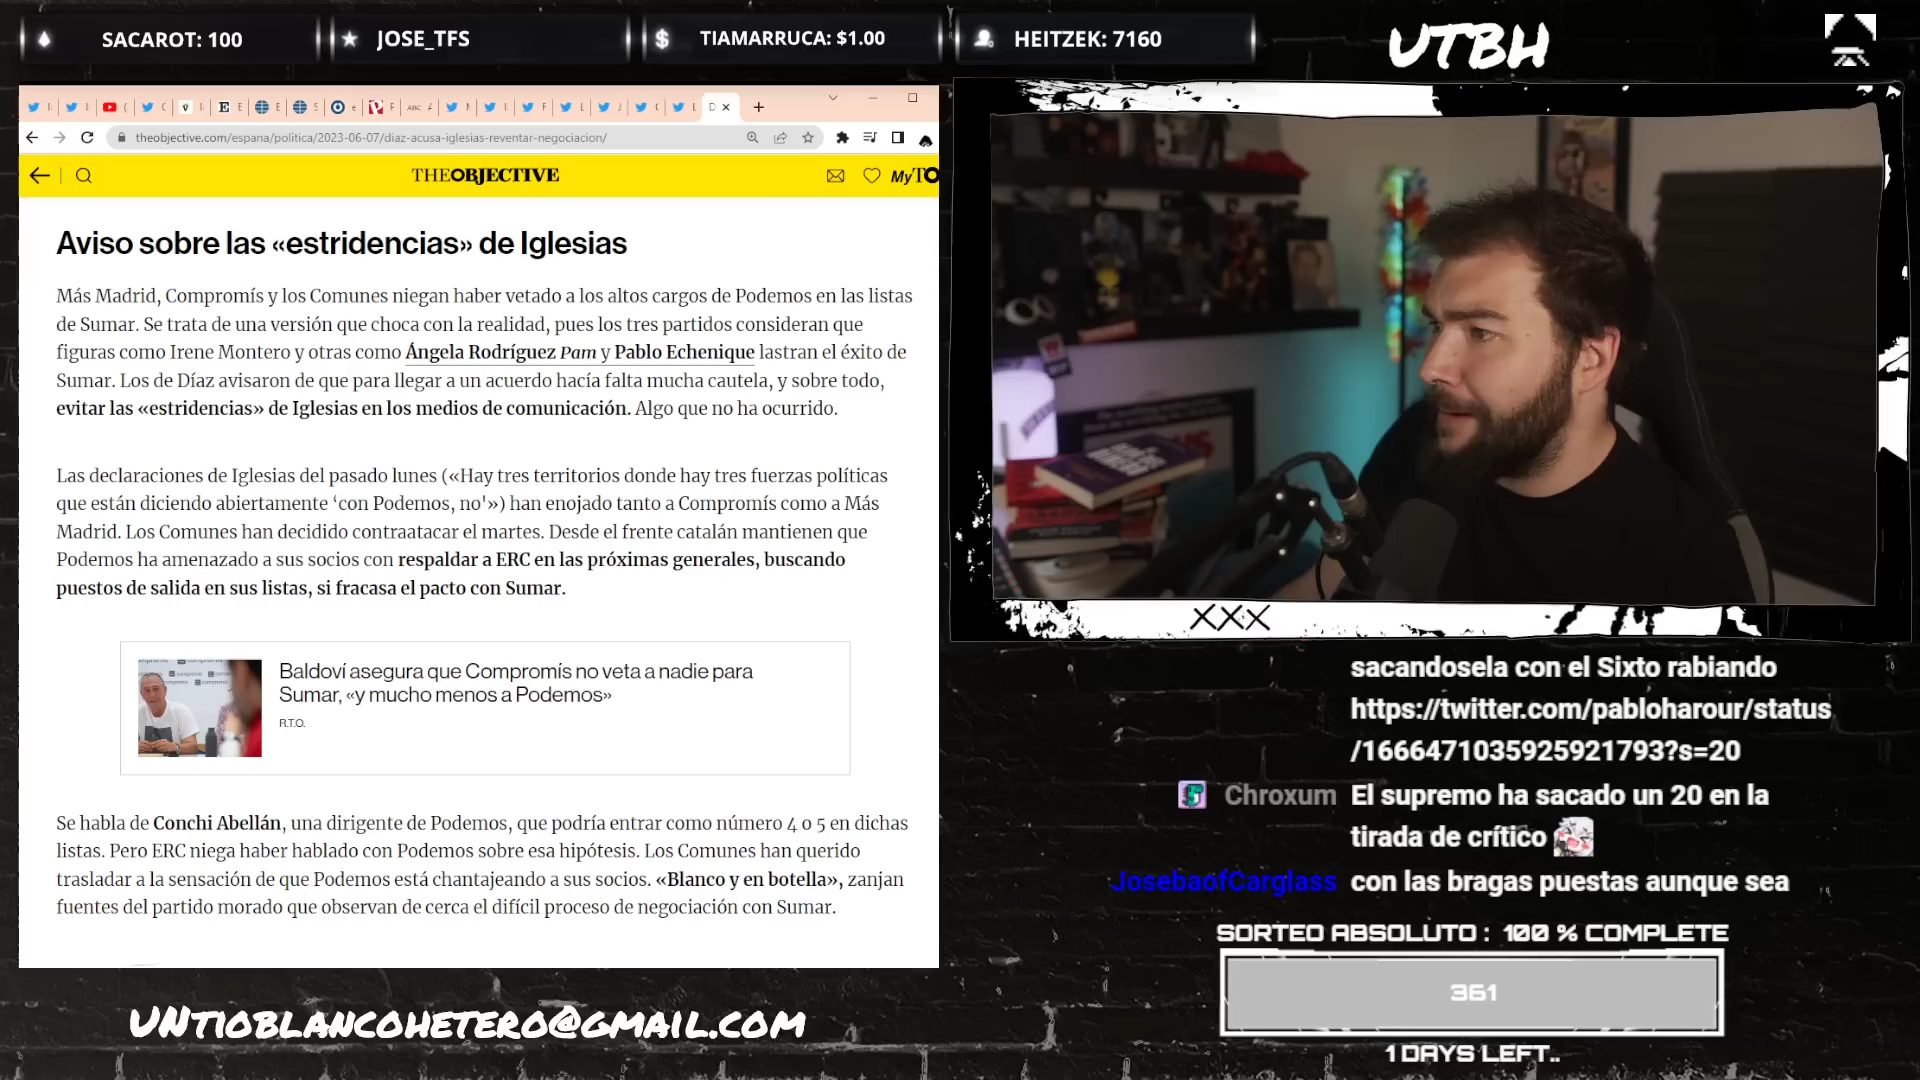 SACAROT: 100
JOSE_TFS
TIAMARRUCA: $1.00
HEITZEK: 7160
UTBH
theobjective.com/espana/politica/2023-06-07/diaz-acusa-iglesias-reventar-negociacion/
THEOBJECTIVE
MyTO
Aviso sobre las «estridencias» de Iglesias
Más Madrid, Compromís y los Comunes niegan haber vetado a los altos cargos de Podemos en las listas
de Sumar. Se trata de una versión que choca con la realidad, pues los tres partidos consideran que
figuras como Irene Montero y otras como Ángela Rodríguez Pam y Pablo Echenique lastran el éxito de
Sumar. Los de Díaz avisaron de que para llegar a un acuerdo hacía falta mucha cautela, y sobre todo,
evitar las «estridencias» de Iglesias en los medios de comunicación. Algo que no ha ocurrido.
Las declaraciones de Iglesias del pasado lunes («Hay tres territorios donde hay tres fuerzas políticas
que están diciendo abiertamente ‘con Podemos, no'») han enojado tanto a Compromís como a Más
Madrid. Los Comunes han decidido contraatacar el martes. Desde el frente catalán mantienen que
Podemos ha amenazado a sus socios con respaldar a ERC en las próximas generales, buscando
puestos de salida en sus listas, si fracasa el pacto con Sumar.
Baldoví asegura que Compromís no veta a nadie para
Sumar, «y mucho menos a Podemos»
R.T.O.
Se habla de Conchi Abellán, una dirigente de Podemos, que podría entrar como número 4 o 5 en dichas
listas. Pero ERC niega haber hablado con Podemos sobre esa hipótesis. Los Comunes han querido
trasladar a la sensación de que Podemos está chantajeando a sus socios. «Blanco y en botella», zanjan
fuentes del partido morado que observan de cerca el difícil proceso de negociación con Sumar.
XXX
sacandosela con el Sixto rabiando
https://twitter.com/pabloharour/status
/1666471035925921793?s=20
Chroxum El supremo ha sacado un 20 en la
tirada de crítico
JosebaofCarglass con las bragas puestas aunque sea
SORTEO ABSOLUTO : 100 % COMPLETE
361
1 DAYS LEFT..
UNTIOBLANCOHETERO@GMAIL.COM